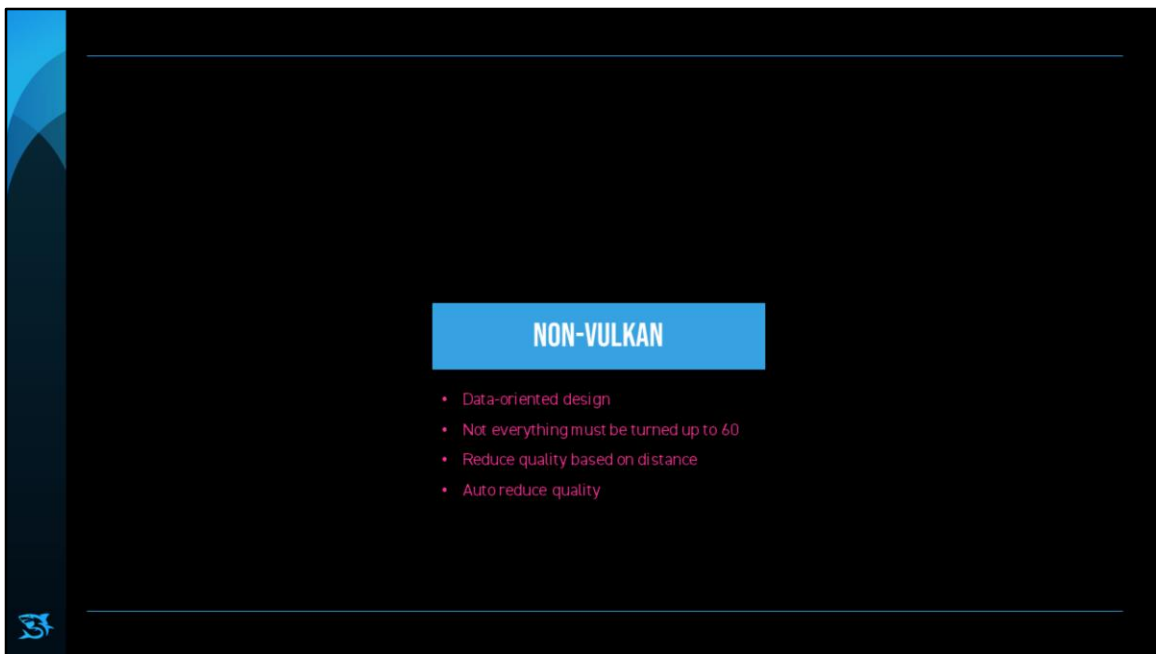 NON-VULKAN
• Data-oriented design
• Not everything must be turned up to 60
• Reduce quality based on distance
• Auto reduce quality